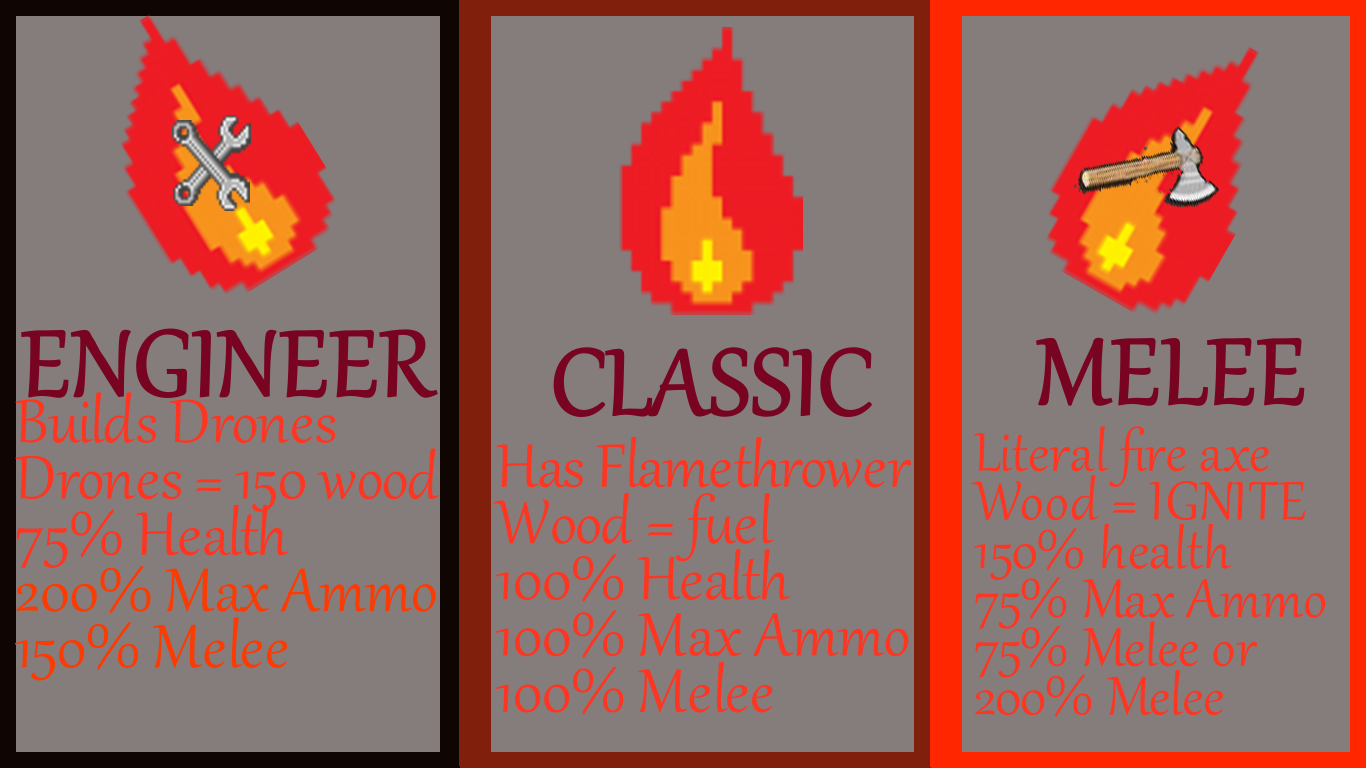 ENGINEER
Builds Drones
Drones = 150 wood
75% Health
200% Max Ammo
150% Melee
CLASSIC
Has Flamethrower
Wood = fuel
100% Health
100% Max Ammo
100% Melee
MELEE
Literal fire axe
Wood = IGNITE
150% health
75% Max Ammo
75% Melee or
200% Melee